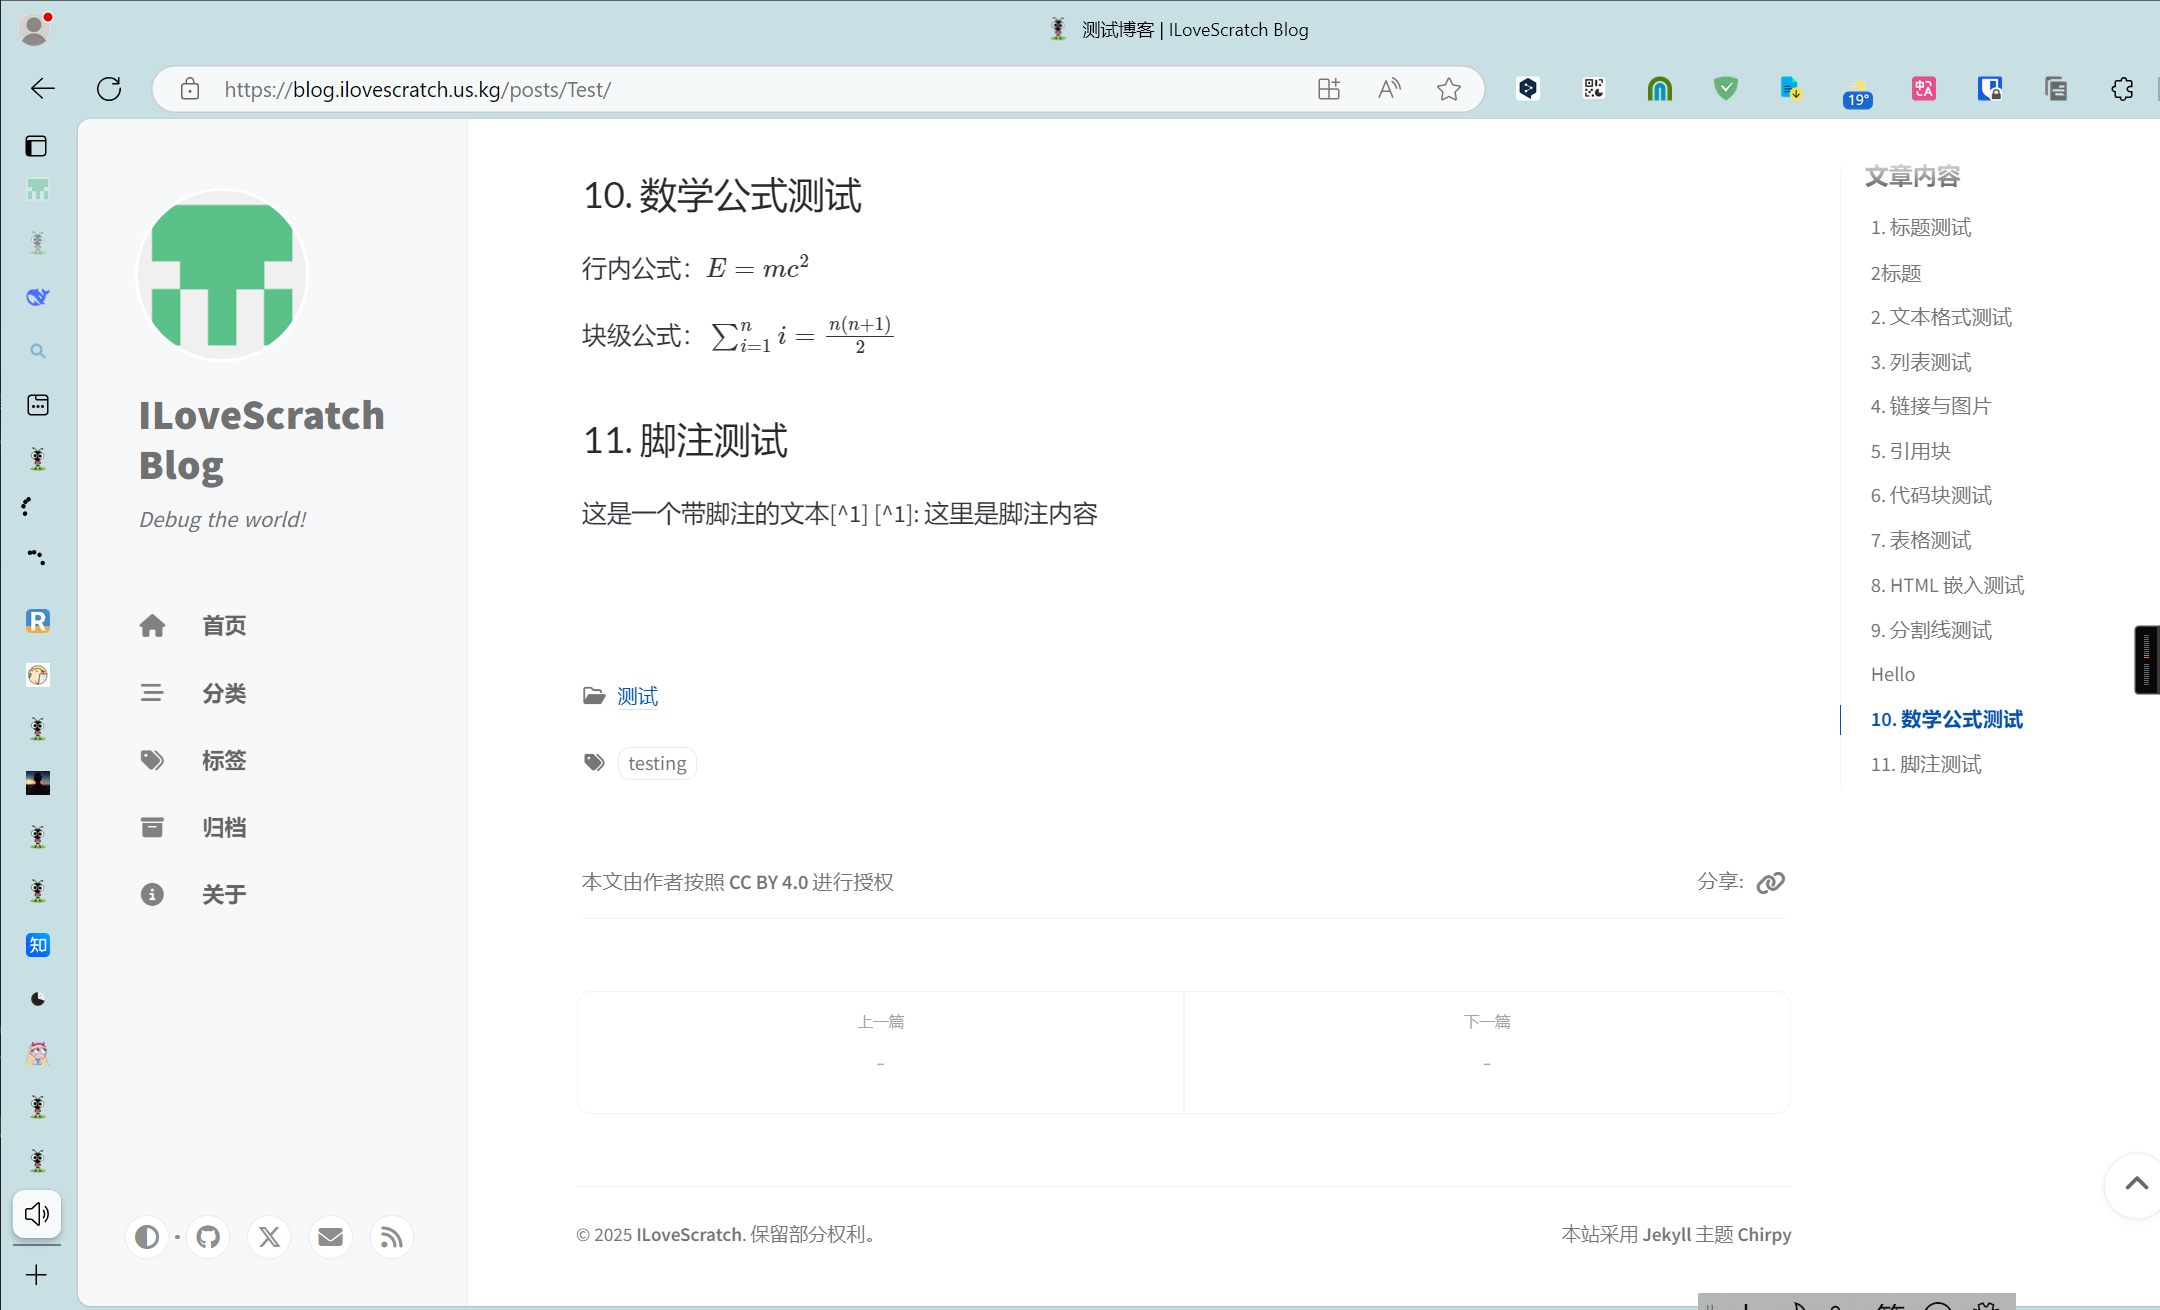 测试博客 | ILoveScratch Blog
https://blog.ilovescratch.us.kg/posts/Test/
19°
ILoveScratch
Blog
Debug the world!
首页
分类
标签
归档
关于
10. 数学公式测试
行内公式：E = mc²
块级公式：∑ⁿᵢ₌₁ i = n(n+1)/2
11. 脚注测试
这是一个带脚注的文本[^1] [^1]: 这里是脚注内容
测试
testing
本文由作者按照 CC BY 4.0 进行授权
分享:
上一篇
-
下一篇
-
© 2025 ILoveScratch. 保留部分权利。
本站采用 Jekyll 主题 Chirpy
文章内容
1. 标题测试
2标题
2. 文本格式测试
3. 列表测试
4. 链接与图片
5. 引用块
6. 代码块测试
7. 表格测试
8. HTML 嵌入测试
9. 分割线测试
Hello
10. 数学公式测试
11. 脚注测试
R
知